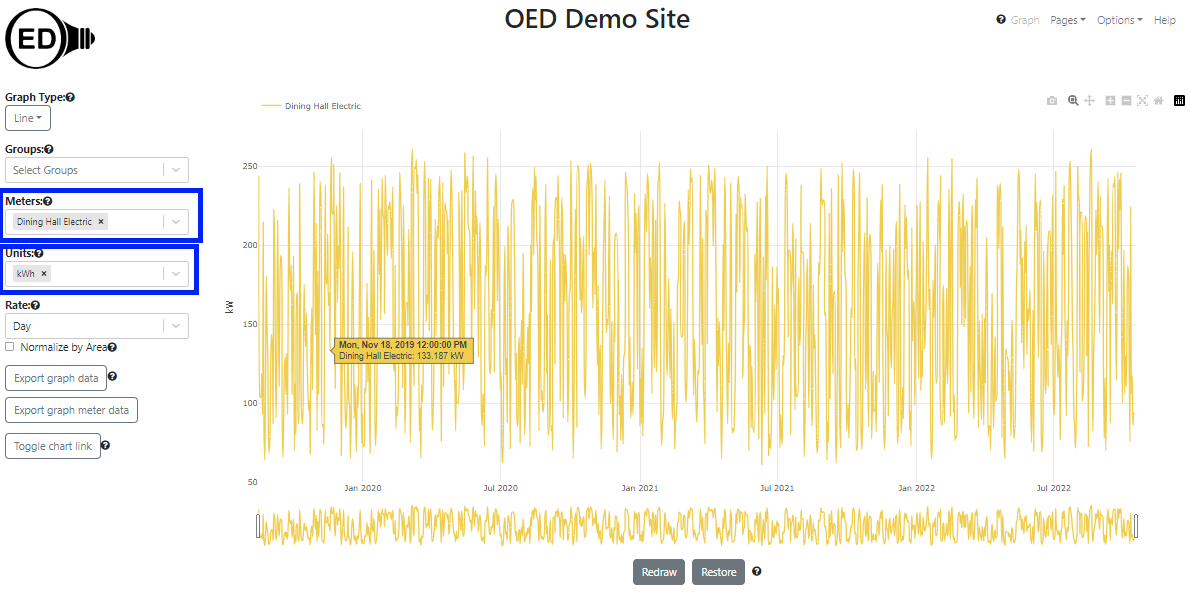 OED Demo Site
ED
Graph Pages Options Help
Graph Type:
Line
Groups:
Select Groups
Meters:
Dining Hall Electric ×
Units:
kWh ×
Rate:
Day
Normalize by Area
Export graph data
Export graph meter data
Toggle chart link
Dining Hall Electric
kW
250
200
150
100
50
Mon, Nov 18, 2019 12:00:00 PM
Dining Hall Electric: 133.187 kW
Jan 2020 Jul 2020 Jan 2021 Jul 2021 Jan 2022 Jul 2022
Redraw Restore